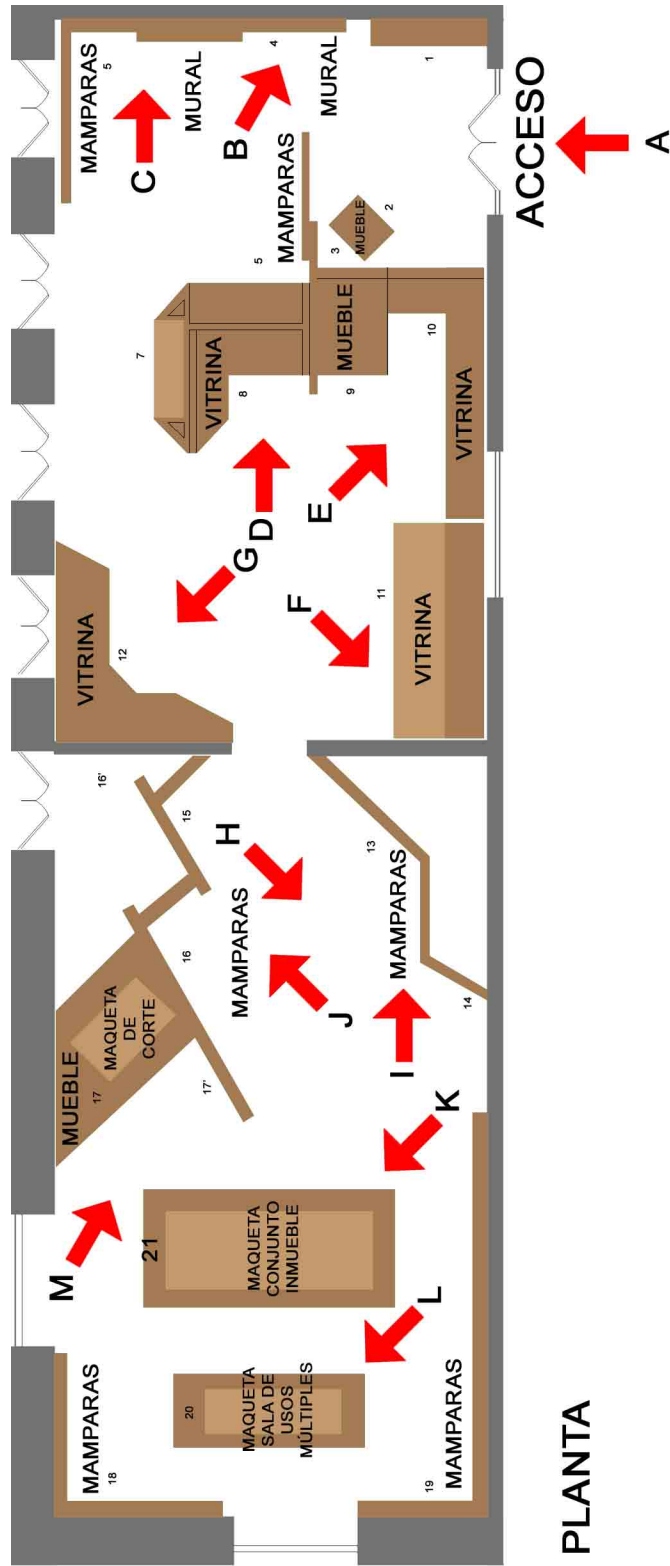 MAMPARAS
18
M
MUEBLE
17
MAQUETA
DE
CORTE
16'
15
16
17'
MAMPARAS
H
J
21
MAQUETA
CONJUNTO
INMUEBLE
20
MAQUETA
SALA DE
USOS
MÚLTIPLES
L
K
I
MAMPARAS
13
14
MAMPARAS
19
VITRINA
12
G
D
E
F
7
VITRINA
8
MUEBLE
9
10
VITRINA
11
VITRINA
MAMPARAS
5
C
MURAL
B
4
MURAL
5
MAMPARAS
3
MUEBLE
2
1
ACCESO
A
PLANTA